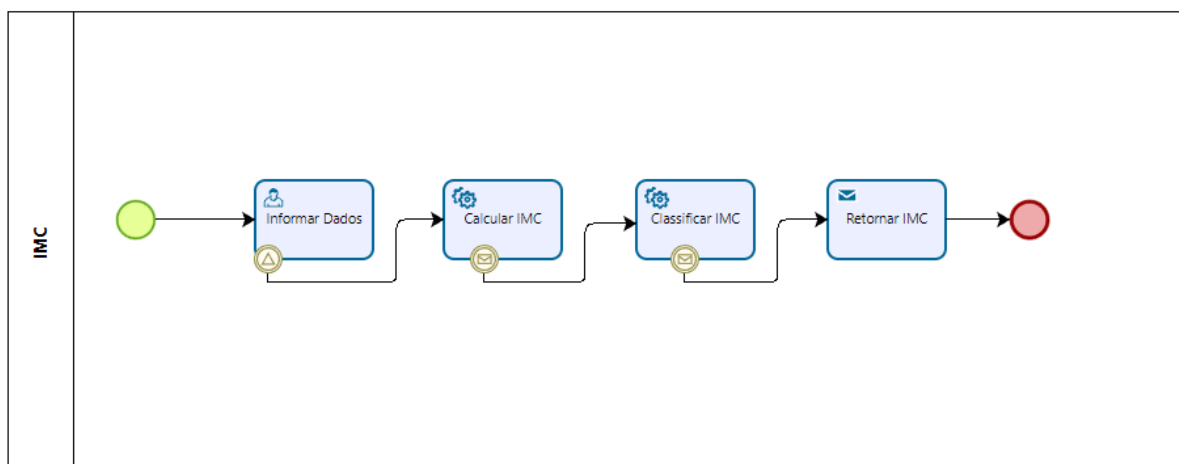 IMC
Informar Dados
Calcular IMC
Classificar IMC
Retornar IMC